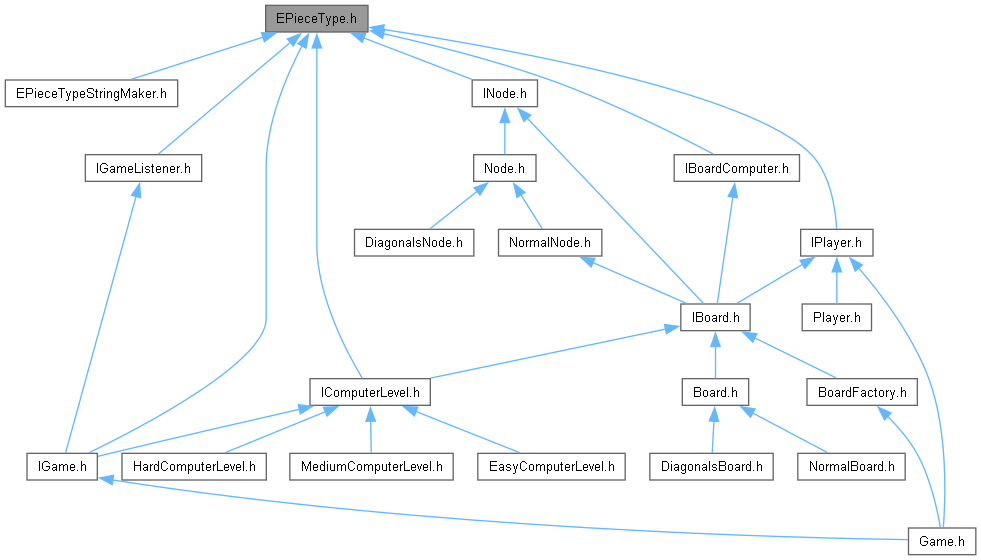 EPieceType.h
EPieceTypeStringMaker.h
INode.h
IGameListener.h
Node.h
IBoardComputer.h
DiagonalsNode.h
NormalNode.h
IPlayer.h
IBoard.h
Player.h
IComputerLevel.h
Board.h
BoardFactory.h
IGame.h
HardComputerLevel.h
MediumComputerLevel.h
EasyComputerLevel.h
DiagonalsBoard.h
NormalBoard.h
Game.h